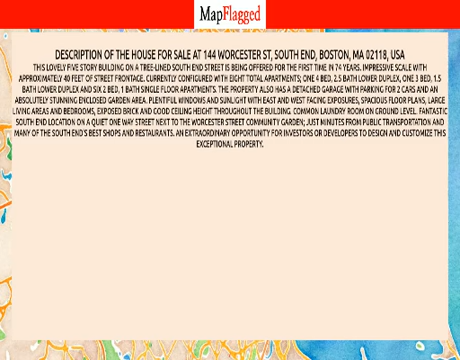 MapFlagged
DESCRIPTION OF THE HOUSE FOR SALE AT 144 WORCESTER ST, SOUTH END, BOSTON, MA 02118, USA
THIS LOVELY FIVE STORY BUILDING ON A TREE-LINED SOUTH END STREET IS BEING OFFERED FOR THE FIRST TIME IN 74 YEARS. IMPRESSIVE SCALE WITH
APPROXIMATELY 40 FEET OF STREET FRONTAGE. CURRENTLY CONFIGURED WITH EIGHT TOTAL APARTMENTS; ONE 4 BED, 2.5 BATH LOWER DUPLEX, ONE 3 BED, 1.5
BATH LOWER DUPLEX AND SIX 2 BED, 1 BATH SINGLE FLOOR APARTMENTS. THE PROPERTY ALSO HAS A DETACHED GARAGE WITH PARKING FOR 2 CARS AND AN
ABSOLUTELY STUNNING ENCLOSED GARDEN AREA. PLENTIFUL WINDOWS AND SUNLIGHT WITH EAST AND WEST FACING EXPOSURES, SPACIOUS FLOOR PLANS, LARGE
LIVING AREAS AND BEDROOMS, EXPOSED BRICK AND GOOD CEILING HEIGHT THROUGHOUT THE BUILDING. COMMON LAUNDRY ROOM ON GROUND LEVEL. FANTASTIC
SOUTH END LOCATION ON A QUIET ONE WAY STREET NEXT TO THE WORCESTER STREET COMMUNITY GARDEN; JUST MINUTES FROM PUBLIC TRANSPORTATION AND
MANY OF THE SOUTH END'S BEST SHOPS AND RESTAURANTS. AN EXTRAORDINARY OPPORTUNITY FOR INVESTORS OR DEVELOPERS TO DESIGN AND CUSTOMIZE THIS
EXCEPTIONAL PROPERTY.